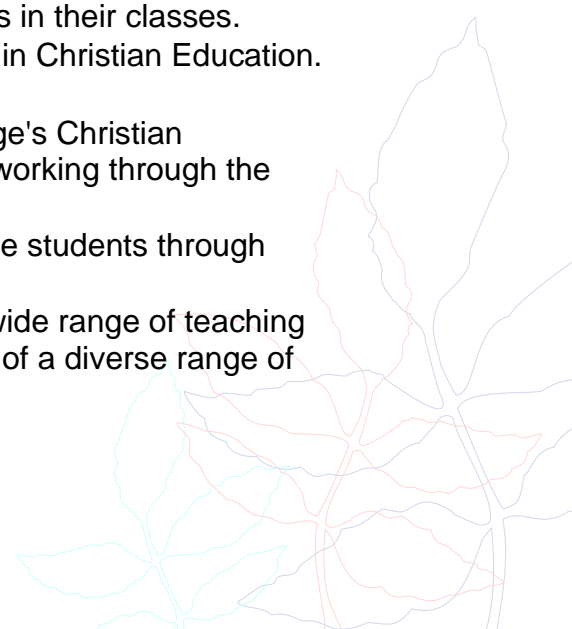 s in their classes.
in Christian Education.
ge's Christian
working through the
e students through
wide range of teaching
of a diverse range of